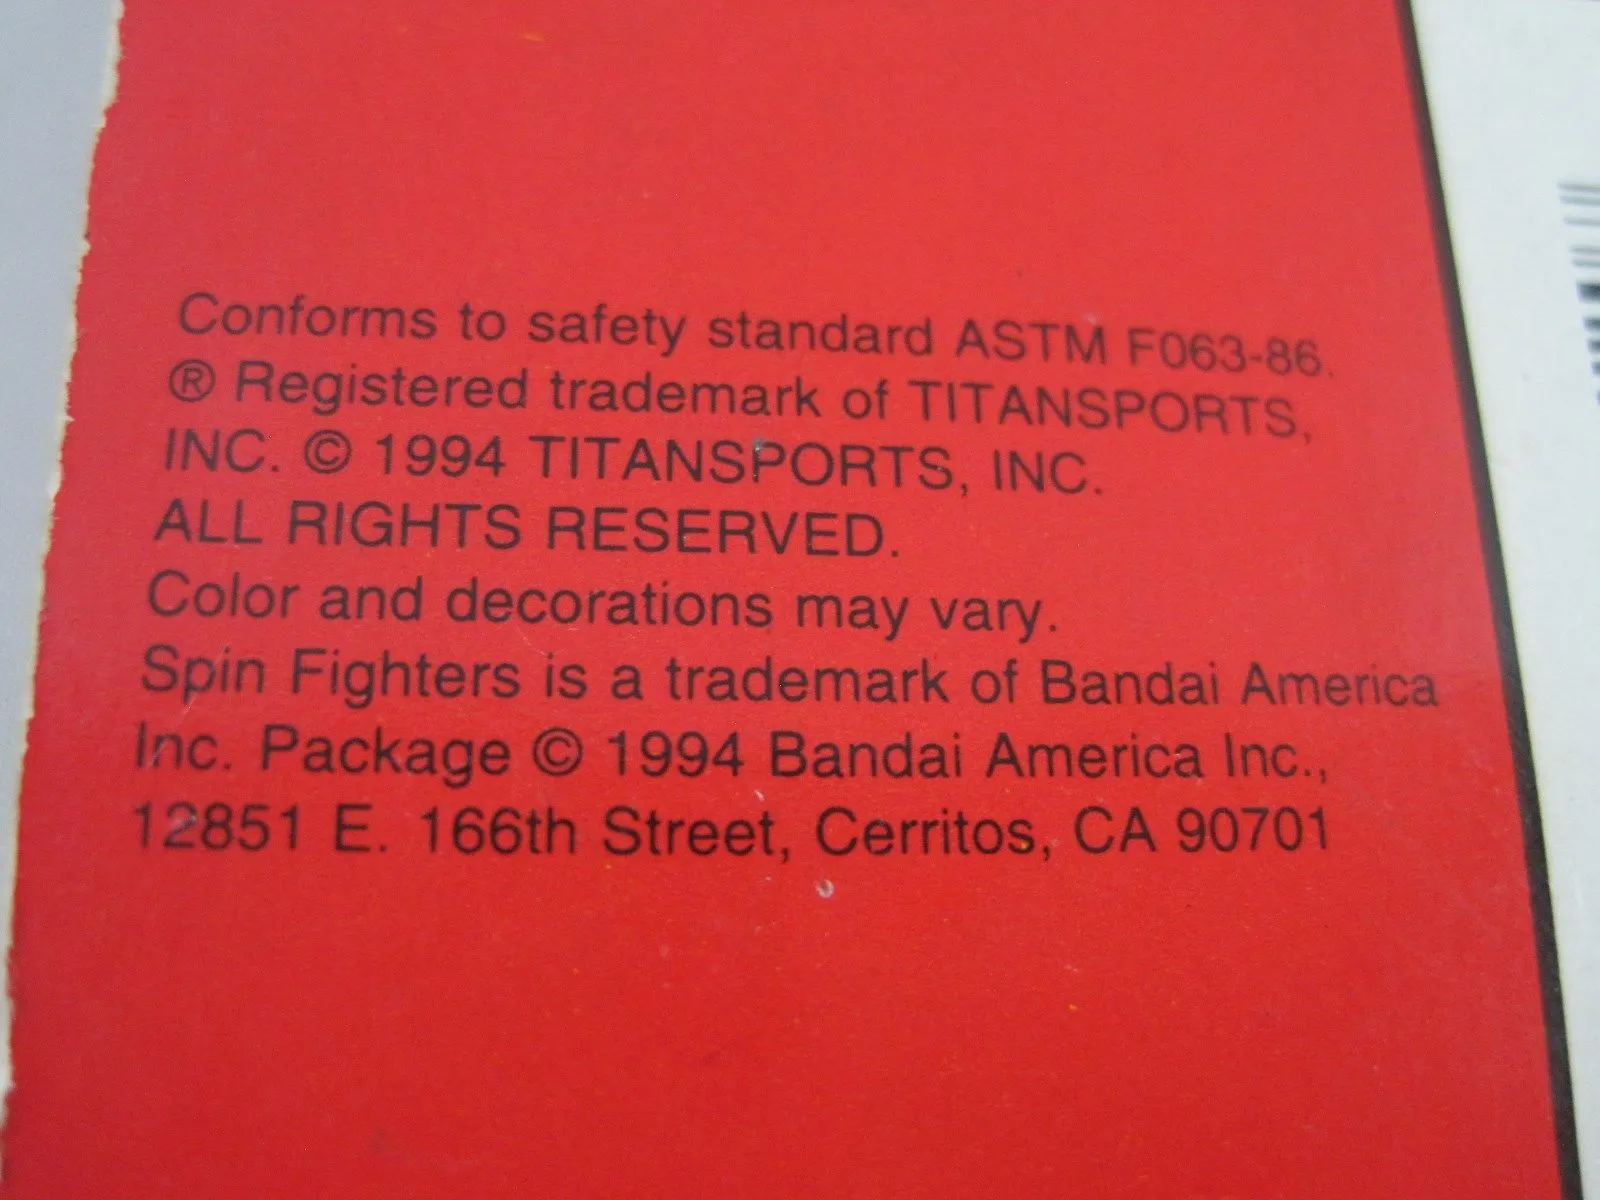 Conforms to safety standard ASTM F063-86.
® Registered trademark of TITANSPORTS,
INC. © 1994 TITANSPORTS, INC.
ALL RIGHTS RESERVED.
Color and decorations may vary.
Spin Fighters is a trademark of Bandai America
Inc. Package © 1994 Bandai America Inc.,
12851 E. 166th Street, Cerritos, CA 90701